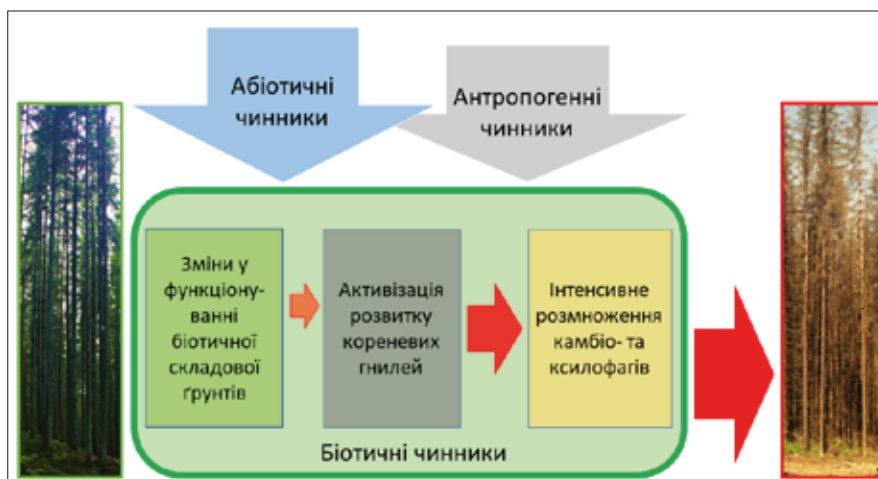 Абіотичні
чинники
Антропогенні
чинники
Зміни у
функціону-
ванні
біотичної
складової
ґрунтів
Активізація
розвитку
кореневих
гнилей
Інтенсивне
розмноження
камбіо- та
ксилофагів
Біотичні чинники